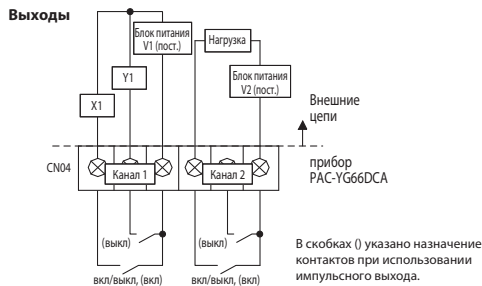 Выходы
Блок питания
V1 (пост.)
Нагрузка
Y1
Блок питания
V2 (пост.)
X1
Внешние
цепи
CN04
Канал 1
Канал 2
прибор
PAC-YG66DCA
(выкл)
(выкл)
В скобках () указано назначение
контактов при использовании
импульсного выхода.
вкл/выкл, (вкл)
вкл/выкл, (вкл)